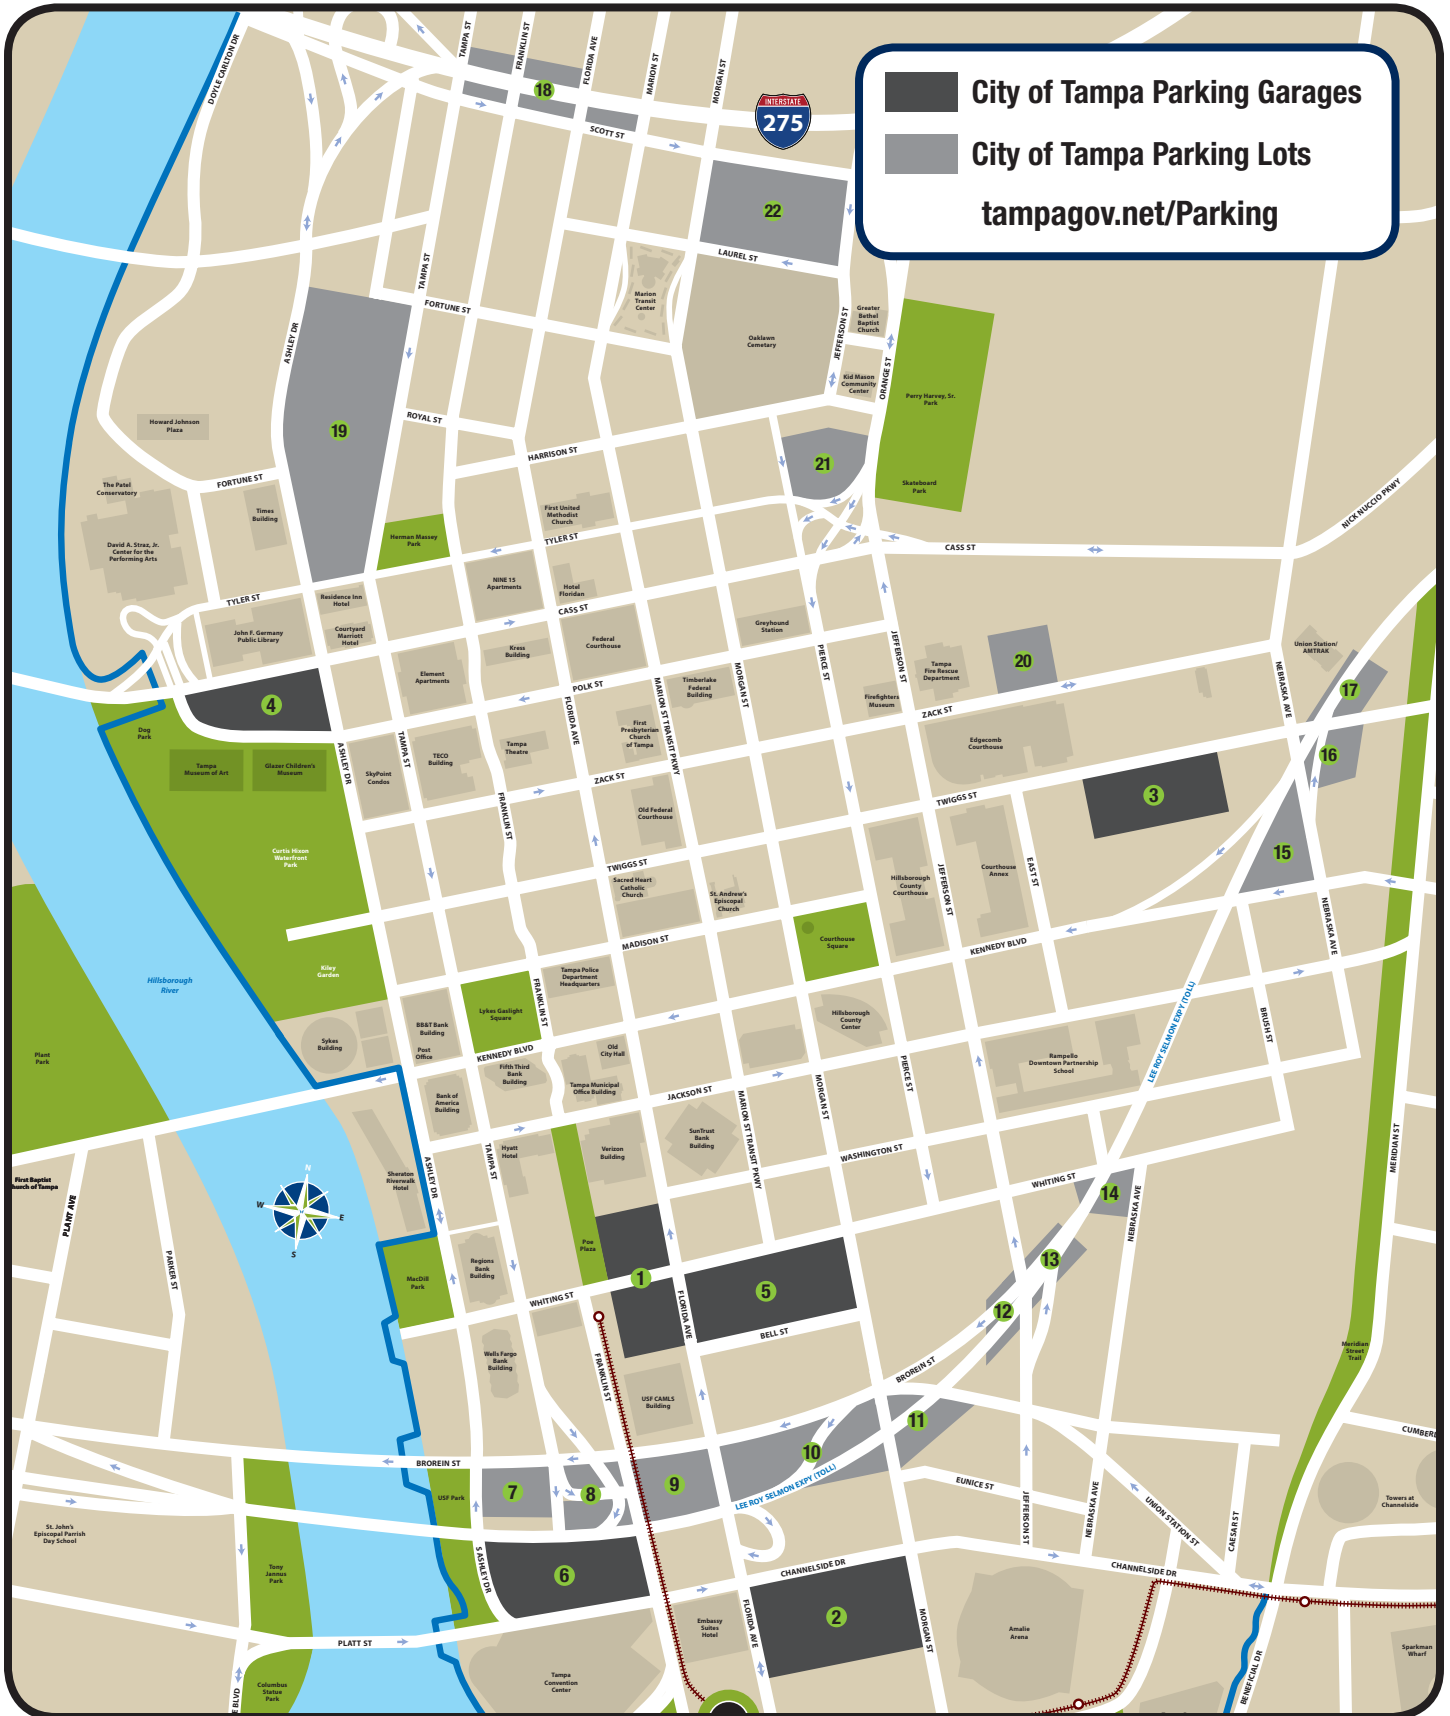 City of Tampa Parking Garages
City of Tampa Parking Lots
tampagov.net/Parking
INTERSTATE
275
DOYLE CARLTON DR
TAMPA ST
FRANKLIN ST
FLORIDA AVE
MARION ST
MORGAN ST
18
SCOTT ST
22
LAUREL ST
TAMPA ST
FORTUNE ST
ASHLEY DR
Marion
Transit
Center
Oaklawn
Cemetary
JEFFERSON ST
Greater
Bethel
Baptist
Church
Kid Mason
Community
Center
ORANGE ST
Perry Harvey, Sr.
Park
Skateboard
Park
Howard Johnson
Plaza
19
ROYAL ST
HARRISON ST
21
The Patel
Conservatory
FORTUNE ST
Times
Building
David A. Straz, Jr.
Center for the
Performing Arts
Herman Massey
Park
First United
Methodist
Church
TYLER ST
CASS ST
NICK NUCCIO PKWY
TYLER ST
Residence Inn
Hotel
NINE 15
Apartments
Hotel
Floridan
CASS ST
John F. Germany
Public Library
Courtyard
Marriott
Hotel
Kress
Building
Federal
Courthouse
Greyhound
Station
PIERCE ST
JEFFERSON ST
Tampa
Fire Rescue
Department
20
Union Station/
AMTRAK
17
4
Element
Apartments
POLK ST
Timberlake
Federal
Building
MORGAN ST
Firefighters
Museum
ZACK ST
NEBRASKA AVE
Dog
Park
FLORIDA AVE
MARION ST TRANSIT PKWY
First
Presbyterian
Church
of Tampa
Edgecomb
Courthouse
16
Tampa
Museum of Art
Glazer Children's
Museum
ASHLEY DR
TAMPA ST
SkyPoint
Condos
TECO
Building
Tampa
Theatre
ZACK ST
3
Old Federal
Courthouse
TWIGGS ST
FRANKLIN ST
Curtis Hixon
Waterfront
Park
TWIGGS ST
Sacred Heart
Catholic
Church
St. Andrew's
Episcopal
Church
Hillsborough
County
Courthouse
JEFFERSON ST
Courthouse
Annex
EAST ST
15
NEBRASKA AVE
MADISON ST
Courthouse
Square
KENNEDY BLVD
Kiley
Garden
Hillsborough
River
Tampa Police
Department
Headquarters
FRANKLIN ST
Lykes Gaslight
Square
BB&T Bank
Building
Post
Office
Sykes
Building
KENNEDY BLVD
Old
City Hall
Hillsborough
County
Center
LEE ROY SELMON EXPY (TOLL)
BRUSH ST
Plant
Park
Fifth Third
Bank
Building
Tampa Municipal
Office Building
PIERCE ST
Rampello
Downtown Partnership
School
Bank of
America
Building
JACKSON ST
MARION ST TRANSIT PKWY
MORGAN ST
SunTrust
Bank
Building
Verizon
Building
Hyatt
Hotel
TAMPA ST
ASHLEY DR
Sheraton
Riverwalk
Hotel
WASHINGTON ST
WHITING ST
MERIDIAN ST
First Baptist
Church of Tampa
PLANT AVE
N
W
E
S
14
NEBRASKA AVE
PARKER ST
Poe
Plaza
Regions
Bank
Building
MacDill
Park
1
5
13
12
WHITING ST
FLORIDA AVE
BELL ST
Wells Fargo
Bank
Building
FRANKLIN ST
USF CAMLS
Building
BROREIN ST
Meridian
Street
Trail
11
10
CUMBERL
BROREIN ST
USF Park
7
8
9
LEE ROY SELMON EXPY (TOLL)
EUNICE ST
JEFFERSON ST
NEBRASKA AVE
UNION STATION ST
CAESAR ST
Towers at
Channelside
St. John's
Episcopal Parrish
Day School
Tony
Jannus
Park
S ASHLEY DR
6
CHANNELSIDE DR
CHANNELSIDE DR
2
FLORIDA AVE
MORGAN ST
Embassy
Suites
Hotel
Amalie
Arena
PLATT ST
Tampa
Convention
Center
Columbus
Statue
Park
E BLVD
BENEFICIAL DR
Sparkman
Wharf